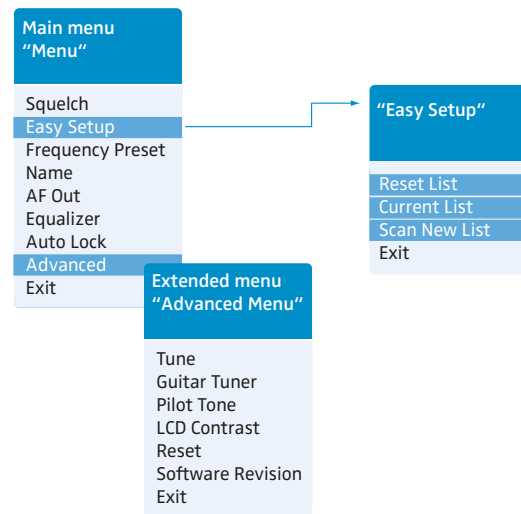 Main menu
“Menu”
Squelch
Easy Setup
Frequency Preset
Name
AF Out
Equalizer
Auto Lock
Advanced
Exit
“Easy Setup“
Reset List
Current List
Scan New List
Exit
Extended menu
“Advanced Menu“
Tune
Guitar Tuner
Pilot Tone
LCD Contrast
Reset
Software Revision
Exit